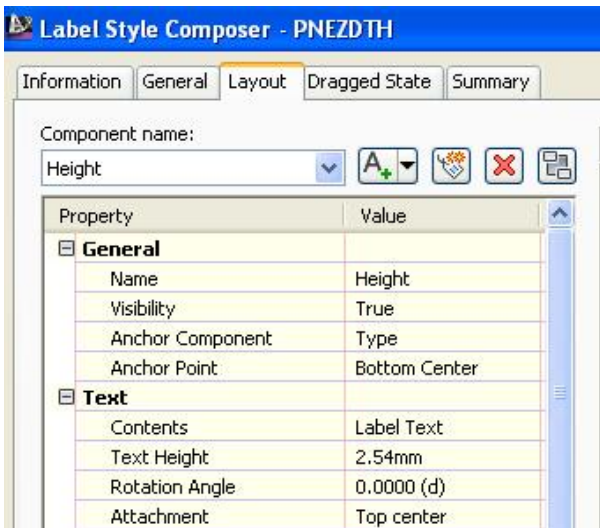 Label Style Composer - PNEZDTH
Information General Layout Dragged State Summary
Component name:
Height
Property Value
General
Name Height
Visibility True
Anchor Component Type
Anchor Point Bottom Center
Text
Contents Label Text
Text Height 2.54mm
Rotation Angle 0.0000 (d)
Attachment Top center